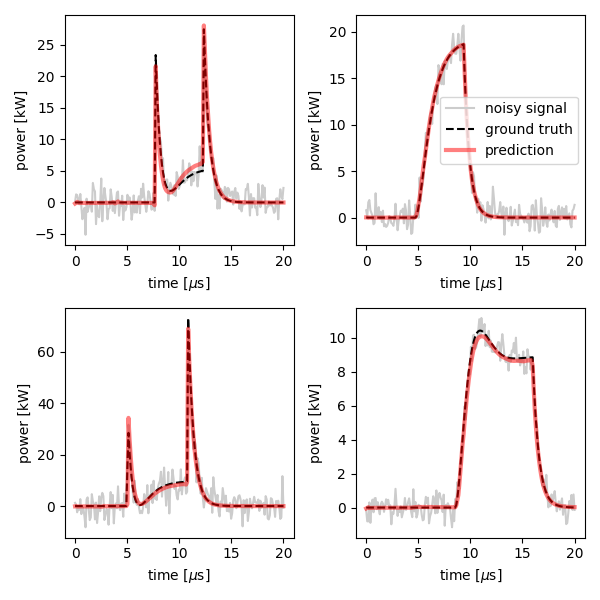 25
20
15
10
5
0
−5
power [kW]
0 5 10 15 20
time [μs]
20
15
10
5
0
power [kW]
noisy signal
ground truth
prediction
0 5 10 15 20
time [μs]
60
40
20
0
power [kW]
0 5 10 15 20
time [μs]
10
8
6
4
2
0
power [kW]
0 5 10 15 20
time [μs]